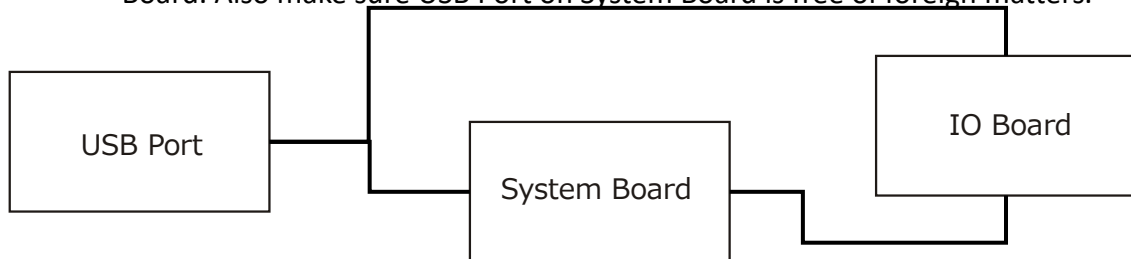 Board. Also make sure USB Port on System Board is free of foreign matters.
IO Board
USB Port
System Board